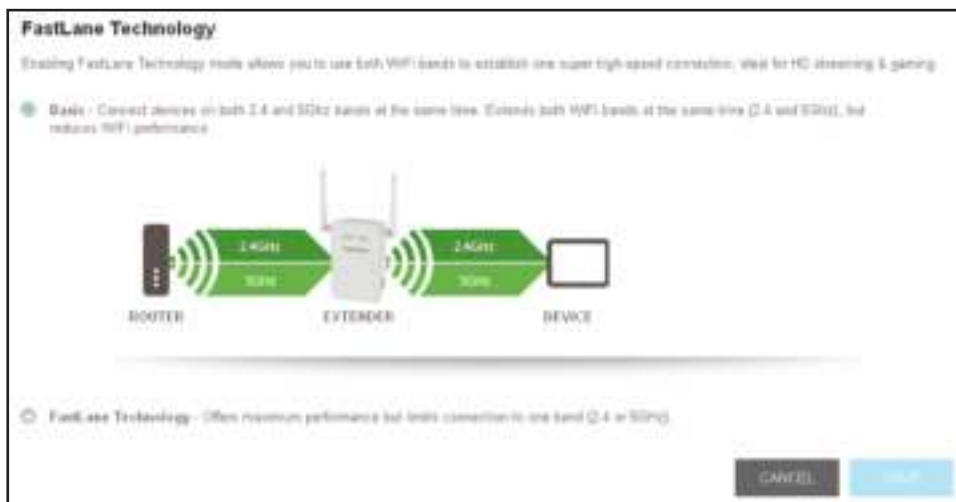 FastLane Technology
Enabling FastLane Technology mode allows you to use both WiFi bands to establish one super high-speed connection, ideal for HD streaming & gaming.
Basic - Connect devices on both 2.4 and 5Ghz bands at the same time. Extends both WiFi bands at the same time (2.4 and 5GHz), but
reduces WiFi performance
2.4GHz
2.4GHz
5GHz
5GHz
ROUTER
EXTENDER
DEVICE
FastLane Technology - Offers maximum performance but limits connection to one band (2.4 or 5GHz).
CANCEL